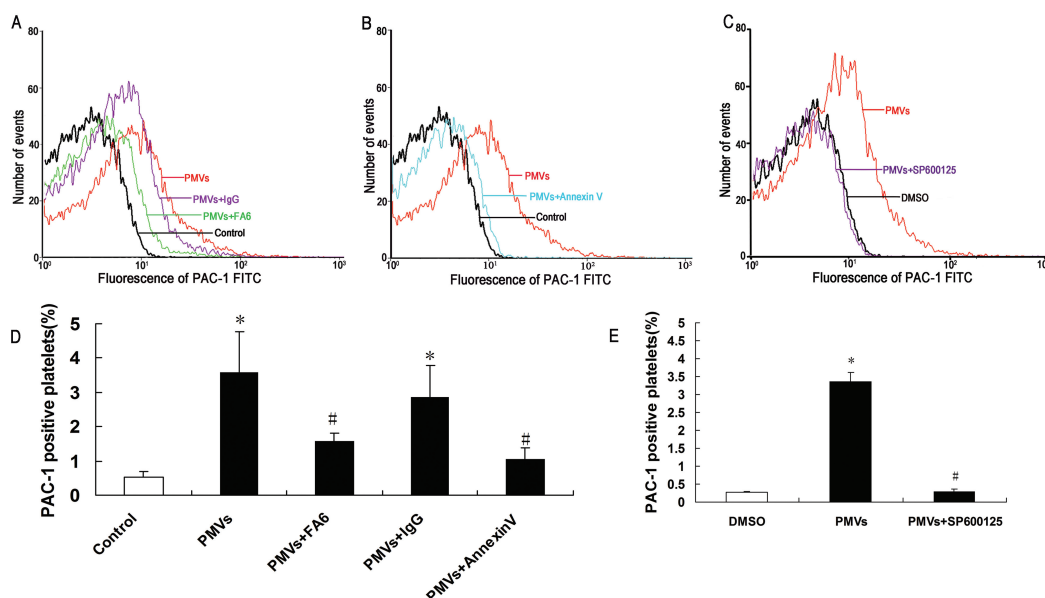 A
Number of events
80
60
40
20
0
10⁰
10¹
10²
10³
Fluorescence of PAC-1 FITC
PMVs
PMVs+IgG
PMVs+FA6
Control
B
Number of events
80
60
40
20
0
10⁰
10¹
10²
10³
Fluorescence of PAC-1 FITC
PMVs
PMVs+Annexin V
Control
C
Number of events
80
60
40
20
0
10⁰
10¹
10²
Fluorescence of PAC-1 FITC
PMVs
PMVs+SP600125
DMSO
D
PAC-1 positive platelets(%)
5
4
3
2
1
0
*
#
*
#
Control
PMVs
PMVs+FA6
PMVs+IgG
PMVs+AnnexinV
E
PAC-1 positive platelets(%)
5
4.5
4
3.5
3
2.5
2
1.5
1
0.5
0
*
#
DMSO
PMVs
PMVs+SP600125